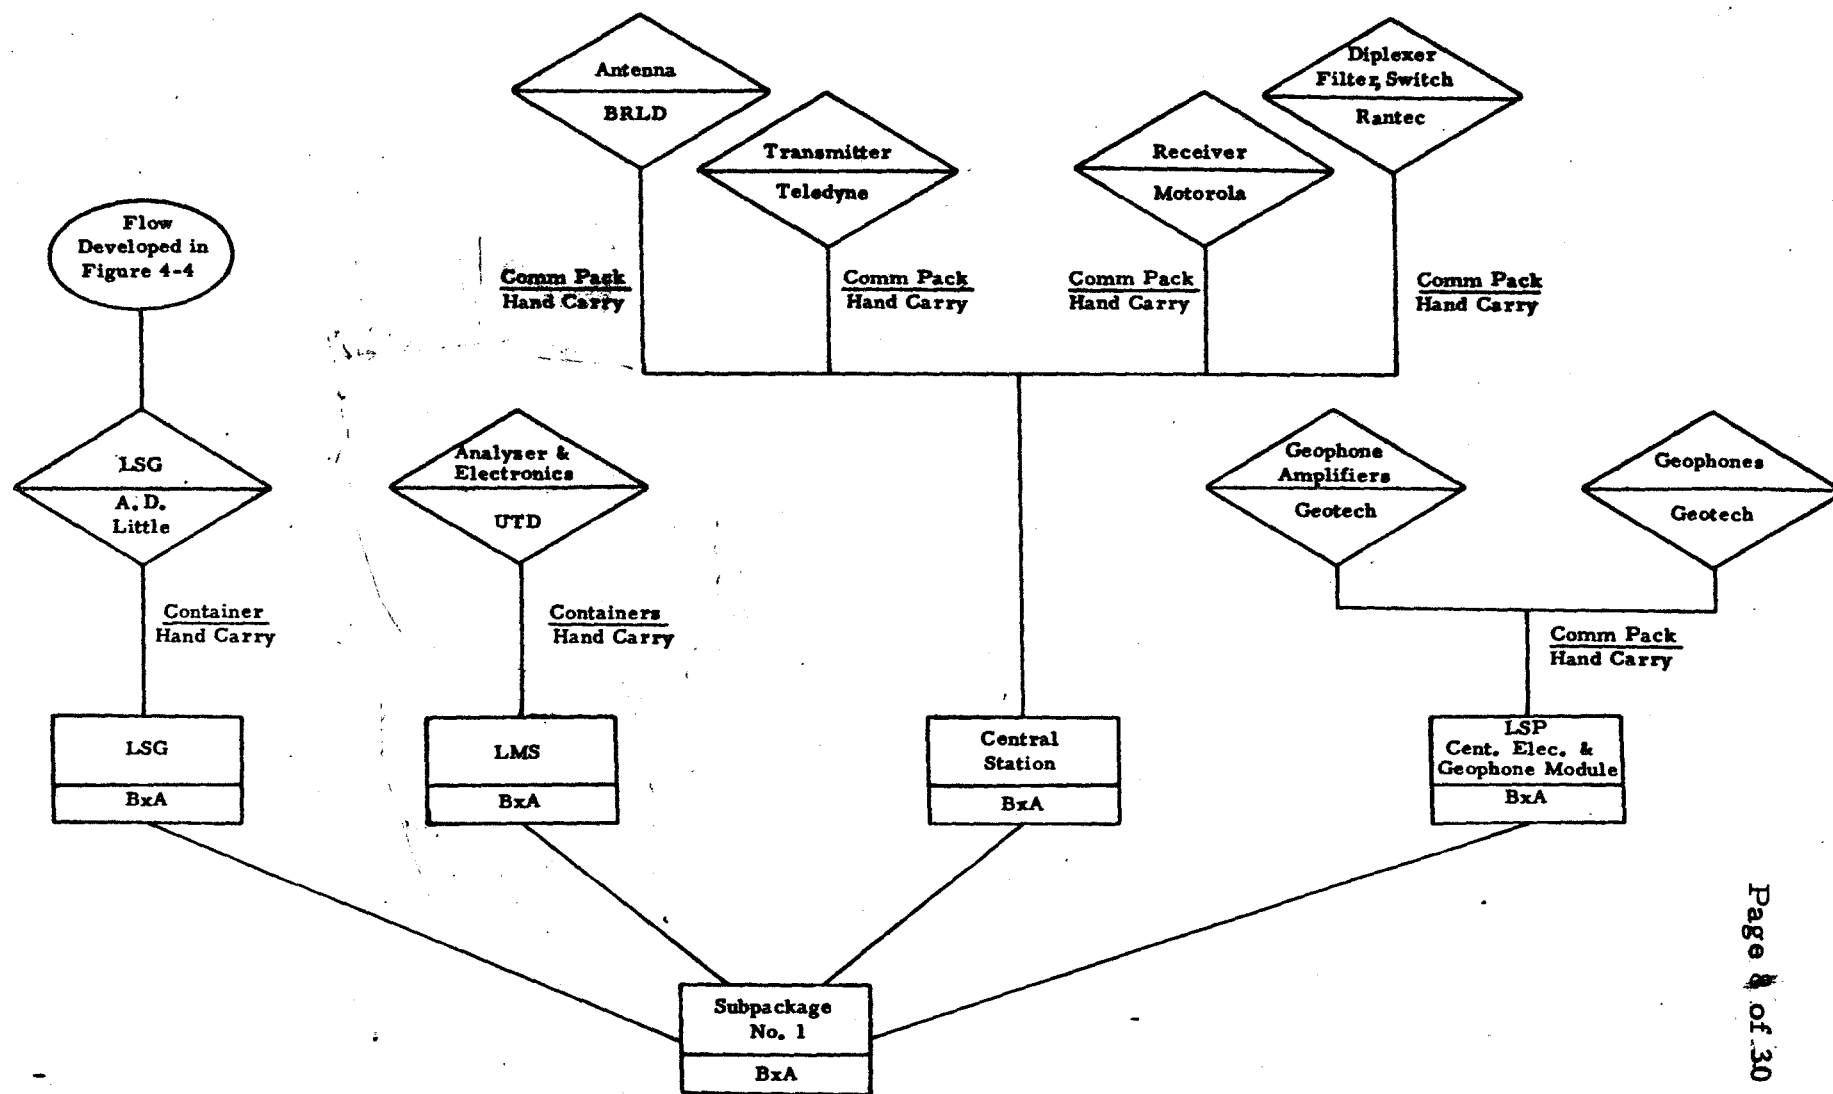 Antenna
BRLD
Transmitter
Teledyne
Receiver
Motorola
Diplexer
Filter, Switch
Rantec
Flow
Developed in
Figure 4-4
Comm Pack
Hand Carry
Comm Pack
Hand Carry
Comm Pack
Hand Carry
Comm Pack
Hand Carry
LSG
A. D.
Little
Analyzer &
Electronics
UTD
Geophone
Amplifiers
Geotech
Geophones
Geotech
Container
Hand Carry
Containers
Hand Carry
Comm Pack
Hand Carry
LSG
BxA
LMS
BxA
Central
Station
BxA
LSP
Cent. Elec. &
Geophone Module
BxA
Subpackage
No. 1
BxA
Page 8 of 30